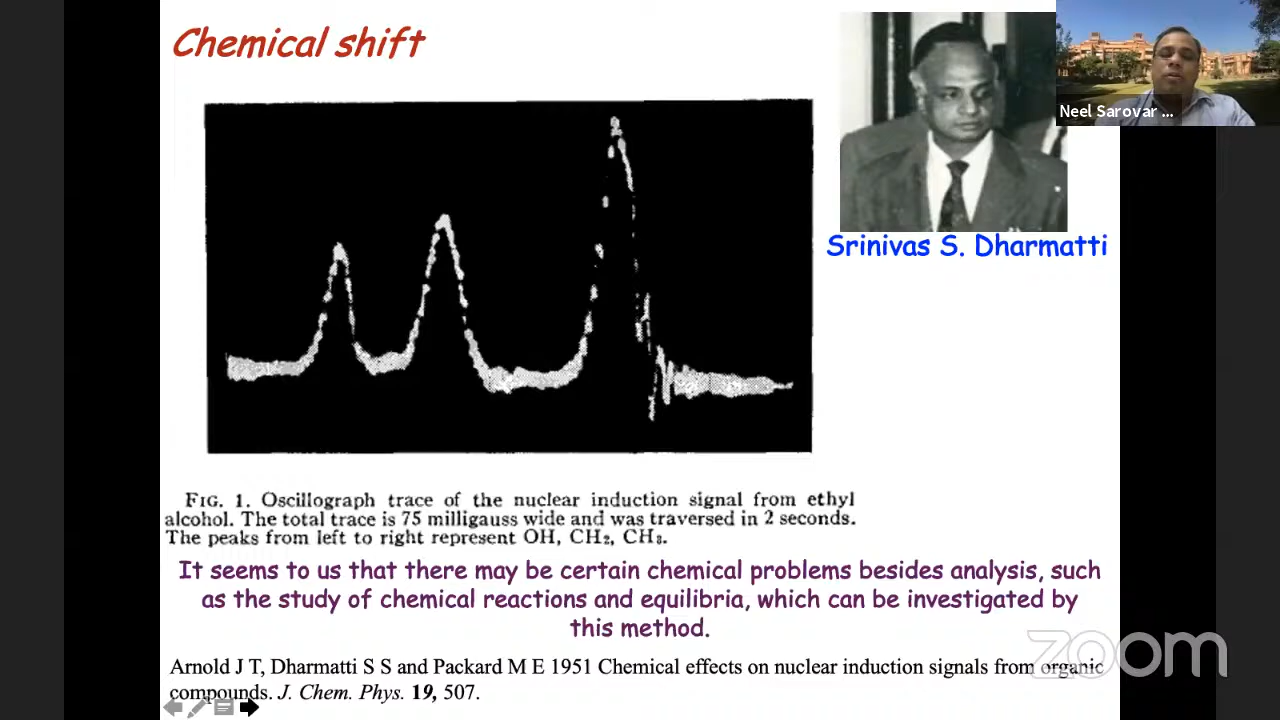 Chemical shift
Neel Sarovar ...
Srinivas S. Dharmatti
FIG. 1. Oscillograph trace of the nuclear induction signal from ethyl
alcohol. The total trace is 75 milligauss wide and was traversed in 2 seconds.
The peaks from left to right represent OH, CH₂, CH₃.
It seems to us that there may be certain chemical problems besides analysis, such
as the study of chemical reactions and equilibria, which can be investigated by
this method.
zoom
Arnold J T, Dharmatti S S and Packard M E 1951 Chemical effects on nuclear induction signals from organic
compounds. J. Chem. Phys. 19, 507.